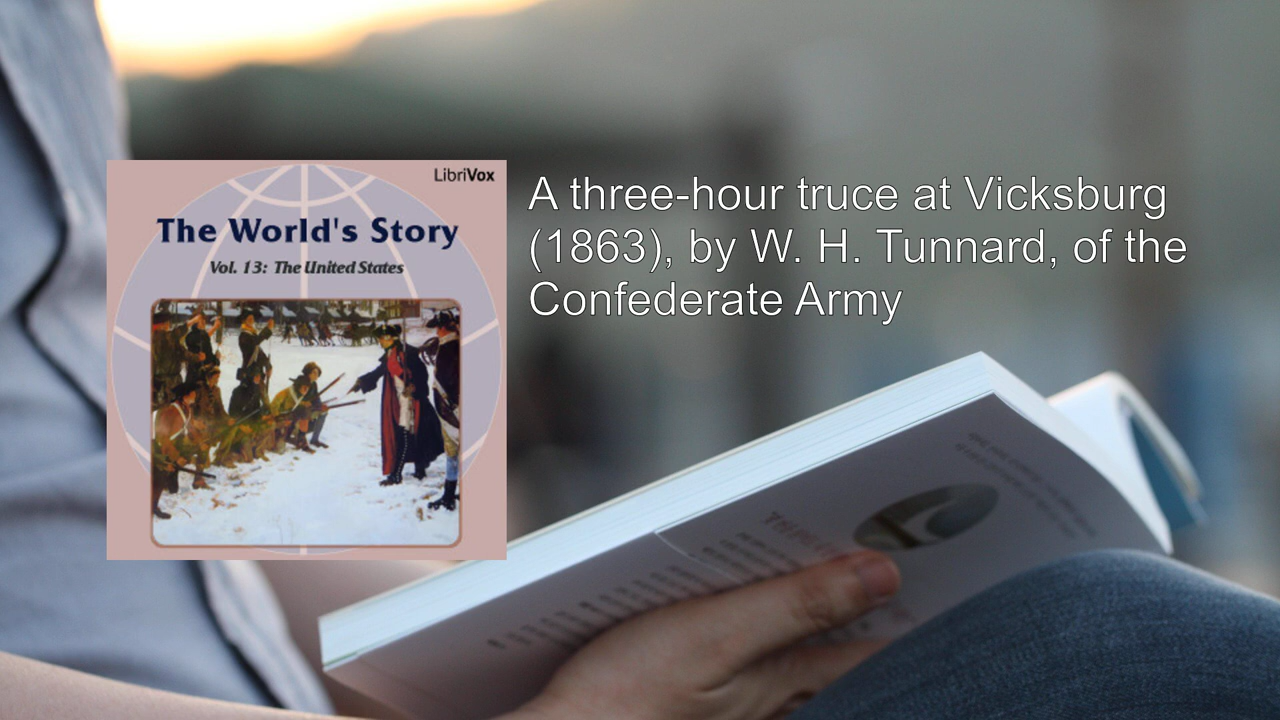 LibriVox
The World's Story
Vol. 13: The United States
A three-hour truce at Vicksburg
(1863), by W. H. Tunnard, of the
Confederate Army